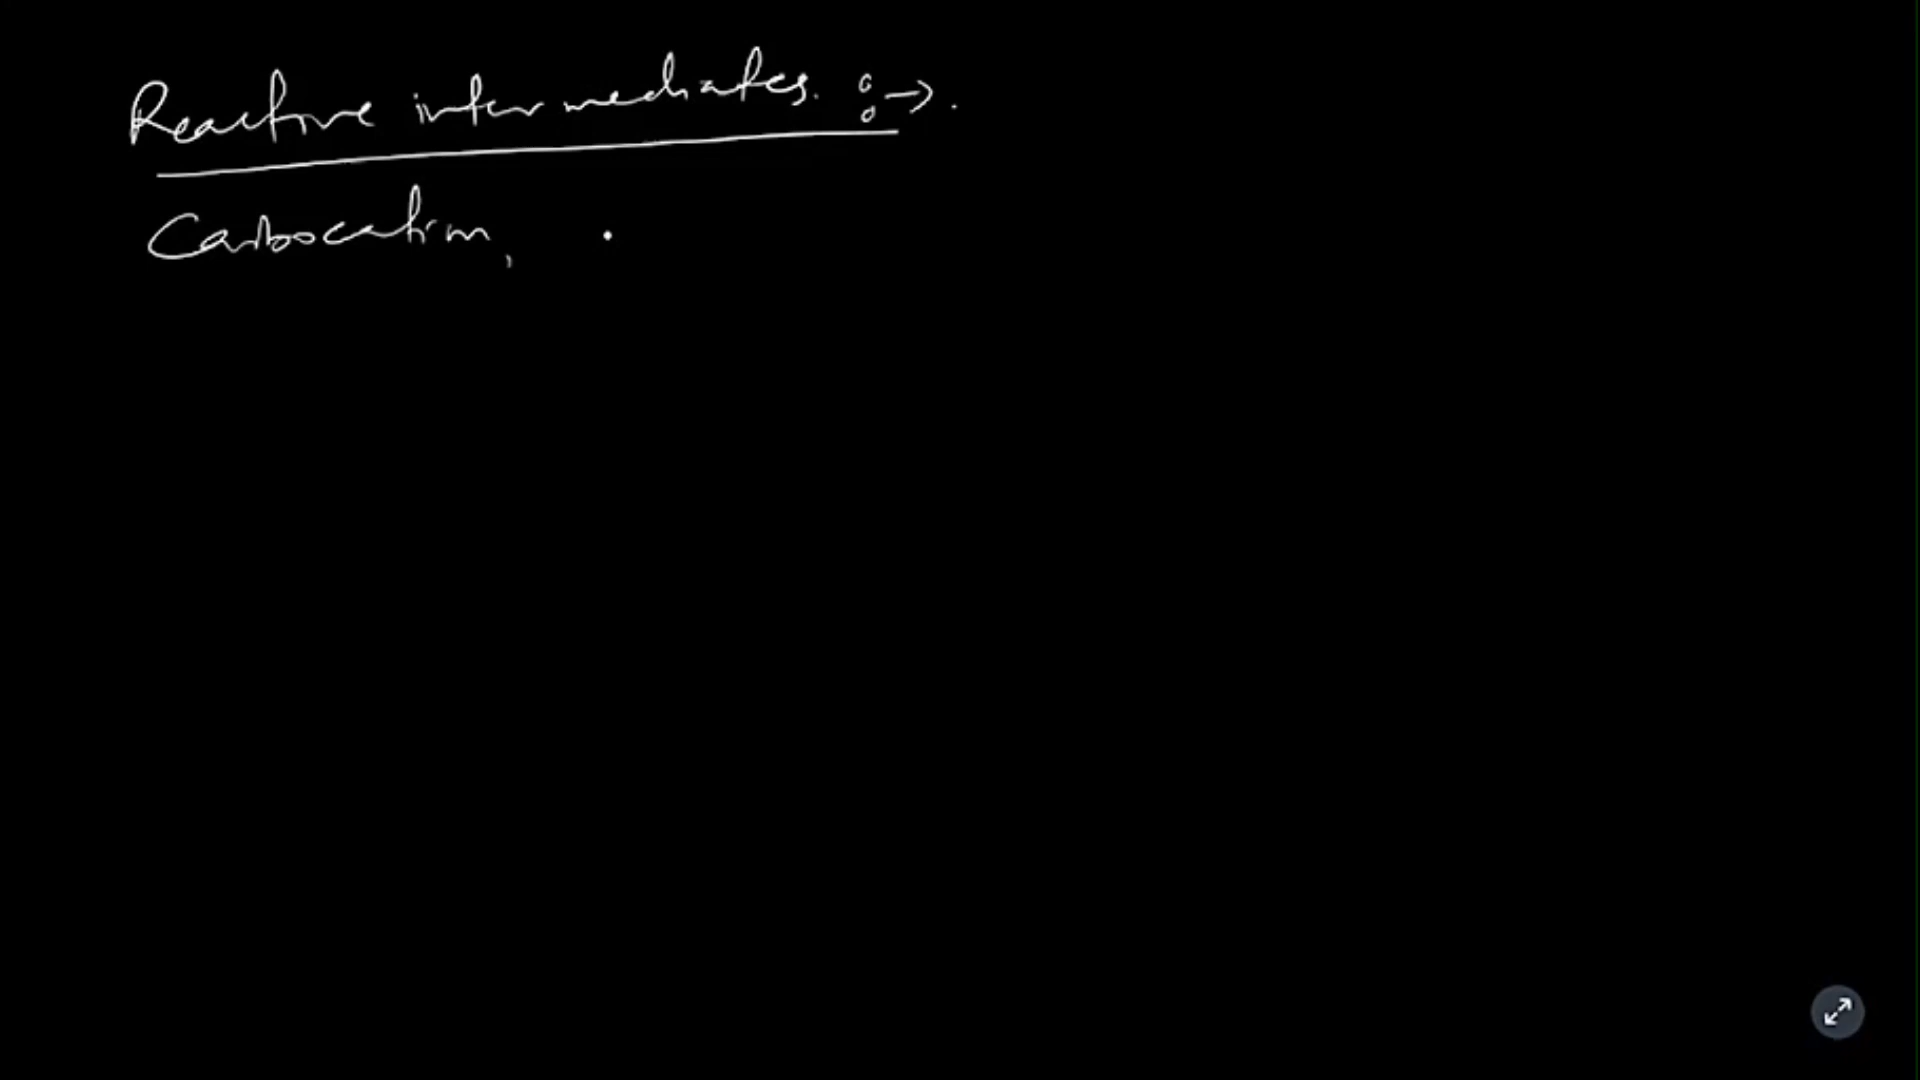 Reactive intermediates. :→.
Carbocation,